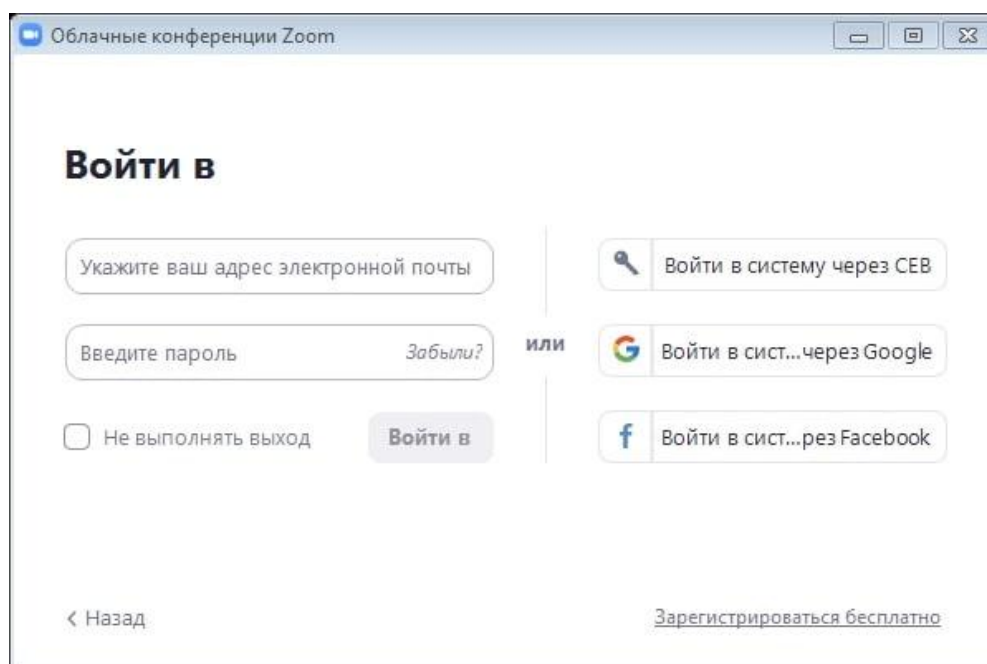 Облачные конференции Zoom
Войти в
Укажите ваш адрес электронной почты
Введите пароль
Забыли?
Не выполнять выход
Войти в
или
Войти в систему через СЕВ
Войти в сист...через Google
Войти в сист...рез Facebook
Назад
Зарегистрироваться бесплатно